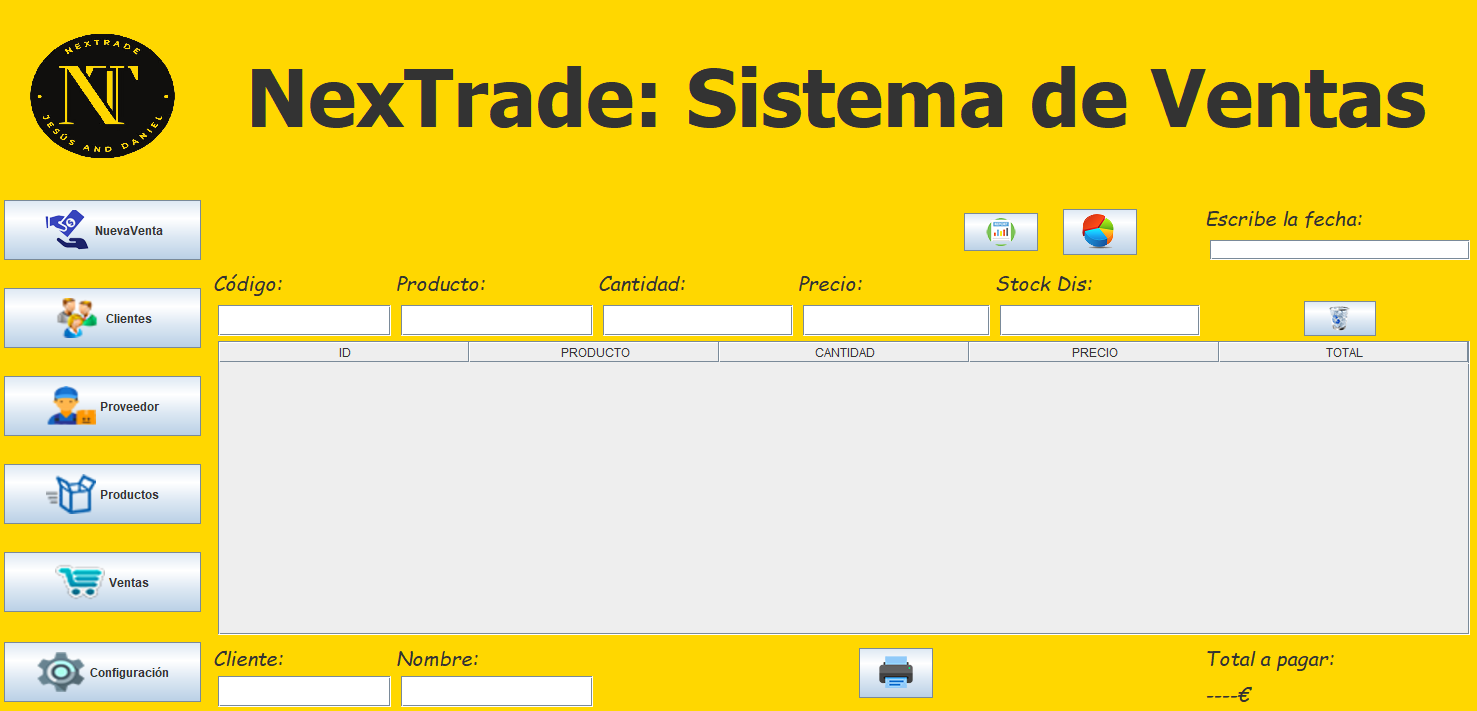 NEXTRADE
NT
JESÚS AND DANIEL
NexTrade: Sistema de Ventas
NuevaVenta
Clientes
Proveedor
Productos
Ventas
Configuración
Escribe la fecha:
Código: Producto: Cantidad: Precio: Stock Dis:
ID PRODUCTO CANTIDAD PRECIO TOTAL
Cliente: Nombre: Total a pagar:
----€